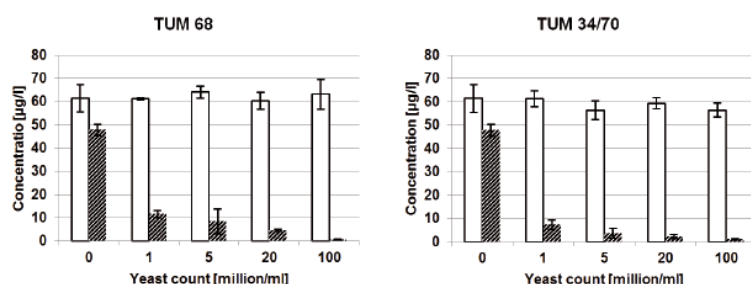 TUM 68
80
70
60
50
40
30
20
10
0
Concentratio [µg/l]
0 1 5 20 100
Yeast count [million/ml]
TUM 34/70
80
70
60
50
40
30
20
10
0
Concentration [µg/l]
0 1 5 20 100
Yeast count [million/ml]